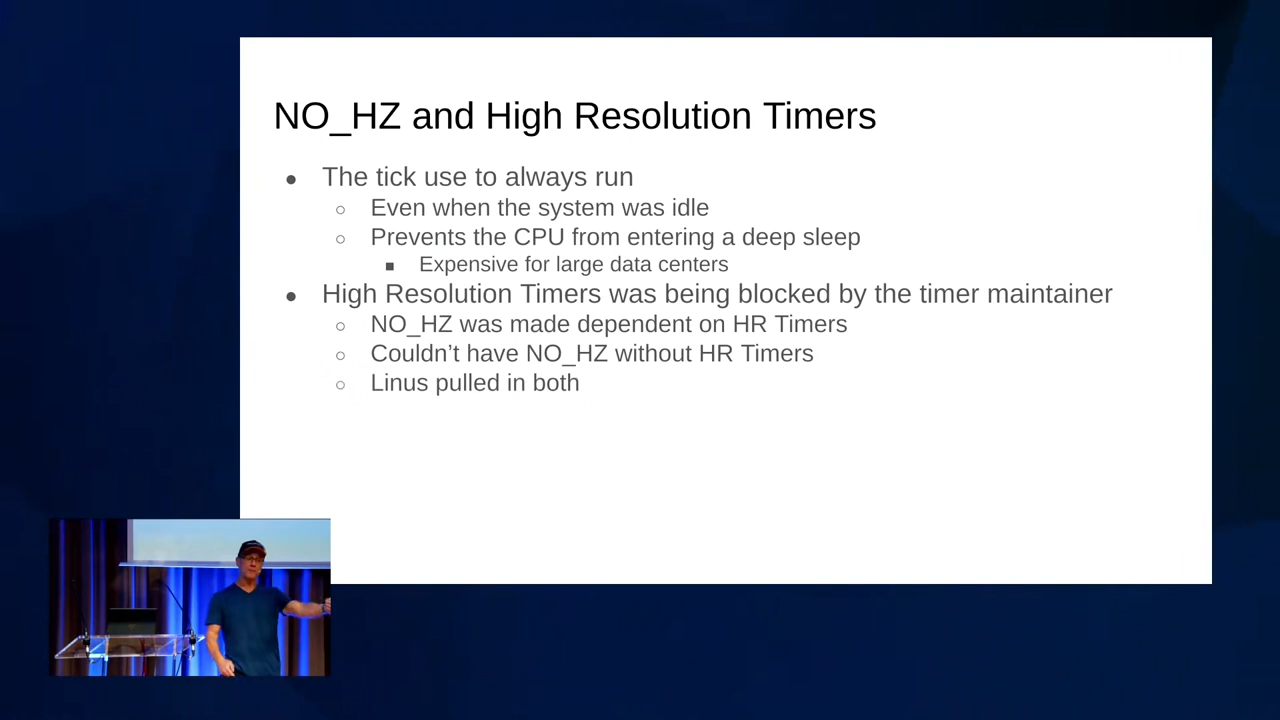 NO_HZ and High Resolution Timers
● The tick use to always run
○ Even when the system was idle
○ Prevents the CPU from entering a deep sleep
■ Expensive for large data centers
● High Resolution Timers was being blocked by the timer maintainer
○ NO_HZ was made dependent on HR Timers
○ Couldn’t have NO_HZ without HR Timers
○ Linus pulled in both